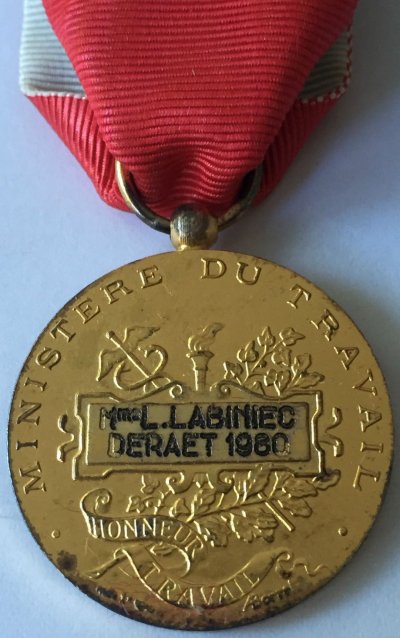 MINISTERE DU TRAVAIL
Mme L.LABINIEC
DERAET 1980
HONNEUR
TRAVAIL